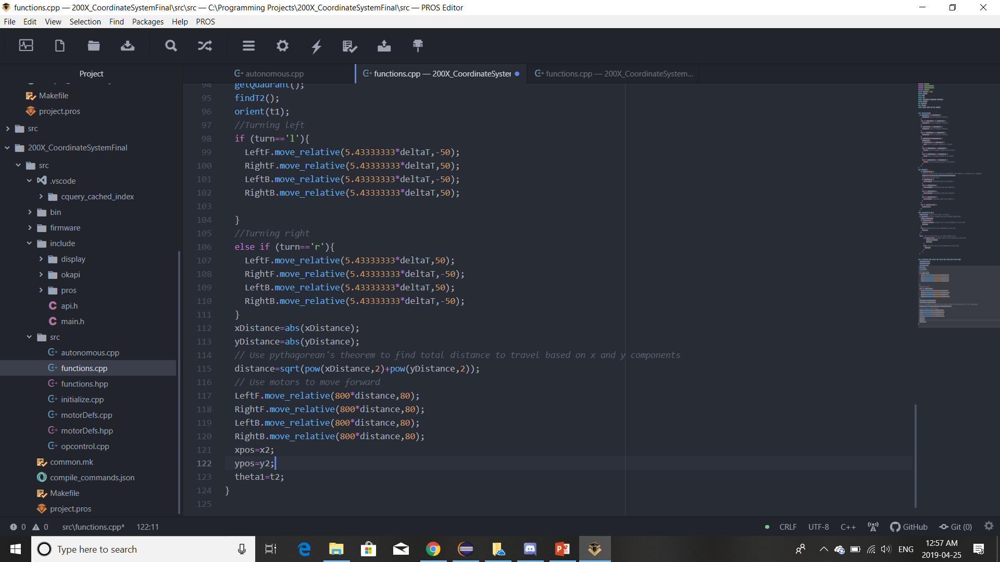 functions.cpp — 200X_CoordinateSystemFinal\src\src — C:\Programming Projects\200X_CoordinateSystemFinal\src — PROS Editor
File Edit View Selection Find Packages Help PROS
Project
autonomous.cpp
functions.cpp — 200X_CoordinateSyster
functions.cpp — 200X_CoordinateSystem...
Makefile
project.pros
src
200X_CoordinateSystemFinal
src
.vscode
cquery_cached_index
bin
firmware
include
display
okapi
pros
api.h
main.h
src
autonomous.cpp
functions.cpp
functions.hpp
initialize.cpp
motorDefs.cpp
motorDefs.hpp
opcontrol.cpp
common.mk
compile_commands.json
Makefile
project.pros
94 getQuadrant();
95 findT2();
96 orient(t1);
97 //Turning left
98 if (turn=='l'){
99 LeftF.move_relative(5.43333333*deltaT,-50);
100 RightF.move_relative(5.43333333*deltaT,50);
101 LeftB.move_relative(5.43333333*deltaT,-50);
102 RightB.move_relative(5.43333333*deltaT,50);
103
104 }
105 //Turning right
106 else if (turn=='r'){
107 LeftF.move_relative(5.43333333*deltaT,50);
108 RightF.move_relative(5.43333333*deltaT,-50);
109 LeftB.move_relative(5.43333333*deltaT,50);
110 RightB.move_relative(5.43333333*deltaT,-50);
111 }
112 xDistance=abs(xDistance);
113 yDistance=abs(yDistance);
114 // Use pythagorean's theorem to find total distance to travel based on x and y components
115 distance=sqrt(pow(xDistance,2)+pow(yDistance,2));
116 // Use motors to move forward
117 LeftF.move_relative(800*distance,80);
118 RightF.move_relative(800*distance,80);
119 LeftB.move_relative(800*distance,80);
120 RightB.move_relative(800*distance,80);
121 xpos=x2;
122 ypos=y2;
123 theta1=t2;
124 }
125
0 0 src\functions.cpp* 122:11 CRLF UTF-8 C++ GitHub Git (0)
Type here to search
ENG
12:57 AM
2019-04-25